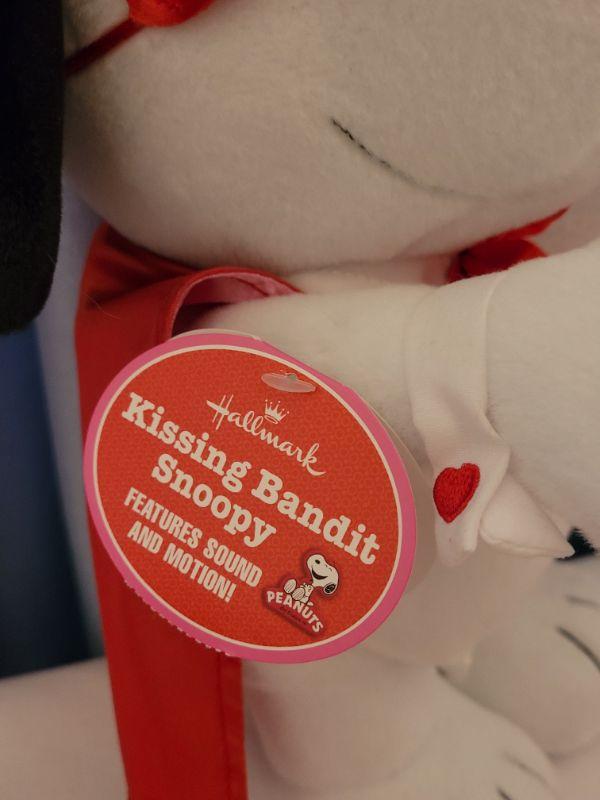 Hallmark
Kissing Bandit
Snoopy
FEATURES SOUND
AND MOTION!
PEANUTS